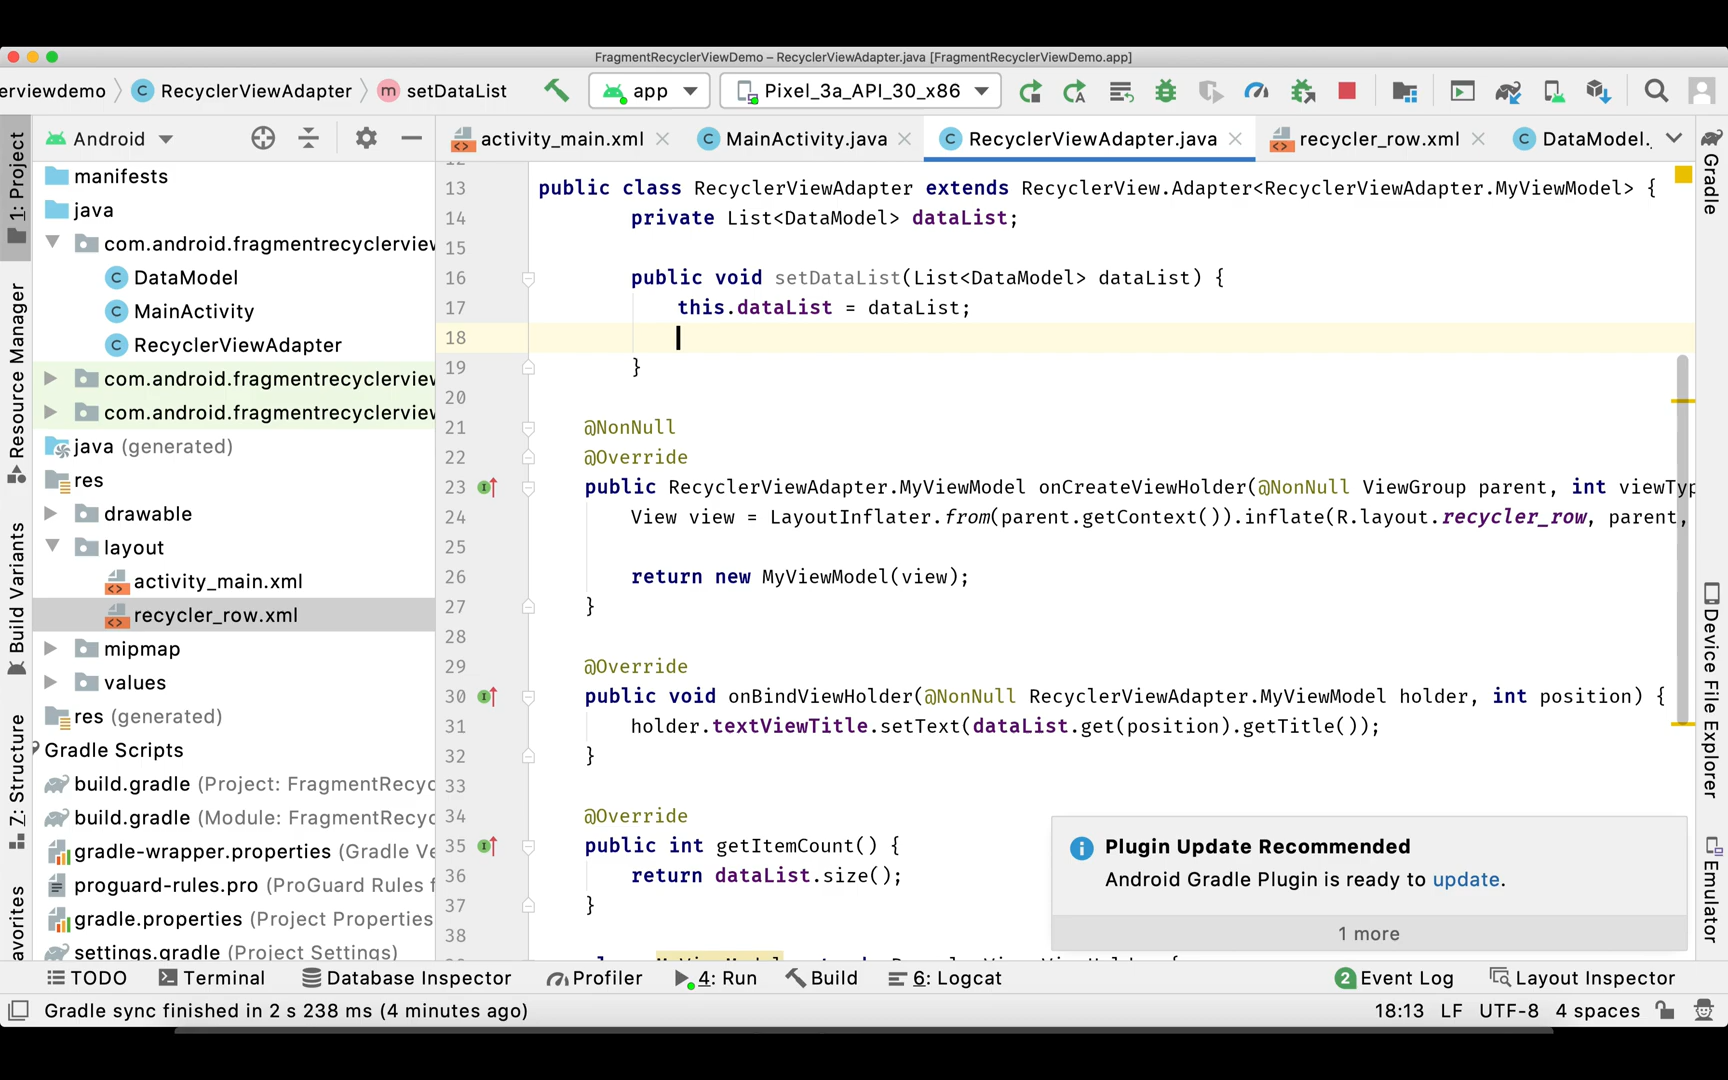 FragmentRecyclerViewDemo – RecyclerViewAdapter.java [FragmentRecyclerViewDemo.app]
erviewdemo RecyclerViewAdapter setDataList app Pixel_3a_API_30_x86
Android
activity_main.xml MainActivity.java RecyclerViewAdapter.java recycler_row.xml DataModel.
1: Project
Resource Manager
Build Variants
7: Structure
avorites
manifests
java
com.android.fragmentrecyclerview
DataModel
MainActivity
RecyclerViewAdapter
com.android.fragmentrecyclerview
com.android.fragmentrecyclerview
java (generated)
res
drawable
layout
activity_main.xml
recycler_row.xml
mipmap
values
res (generated)
Gradle Scripts
build.gradle (Project: FragmentRecyc
build.gradle (Module: FragmentRecyc
gradle-wrapper.properties (Gradle Ve
proguard-rules.pro (ProGuard Rules f
gradle.properties (Project Properties
settings.gradle (Project Settings)
12
13 public class RecyclerViewAdapter extends RecyclerView.Adapter<RecyclerViewAdapter.MyViewModel> {
14 private List<DataModel> dataList;
15
16 public void setDataList(List<DataModel> dataList) {
17 this.dataList = dataList;
18
19 }
20
21 @NonNull
22 @Override
23 public RecyclerViewAdapter.MyViewModel onCreateViewHolder(@NonNull ViewGroup parent, int viewTyp
24 View view = LayoutInflater.from(parent.getContext()).inflate(R.layout.recycler_row, parent,
25
26 return new MyViewModel(view);
27 }
28
29 @Override
30 public void onBindViewHolder(@NonNull RecyclerViewAdapter.MyViewModel holder, int position) {
31 holder.textViewTitle.setText(dataList.get(position).getTitle());
32 }
33
34 @Override
35 public int getItemCount() {
36 return dataList.size();
37 }
38
Plugin Update Recommended
Android Gradle Plugin is ready to update.
1 more
Gradle
Device File Explorer
Emulator
TODO Terminal Database Inspector Profiler 4: Run Build 6: Logcat 2 Event Log Layout Inspector
Gradle sync finished in 2 s 238 ms (4 minutes ago) 18:13 LF UTF-8 4 spaces